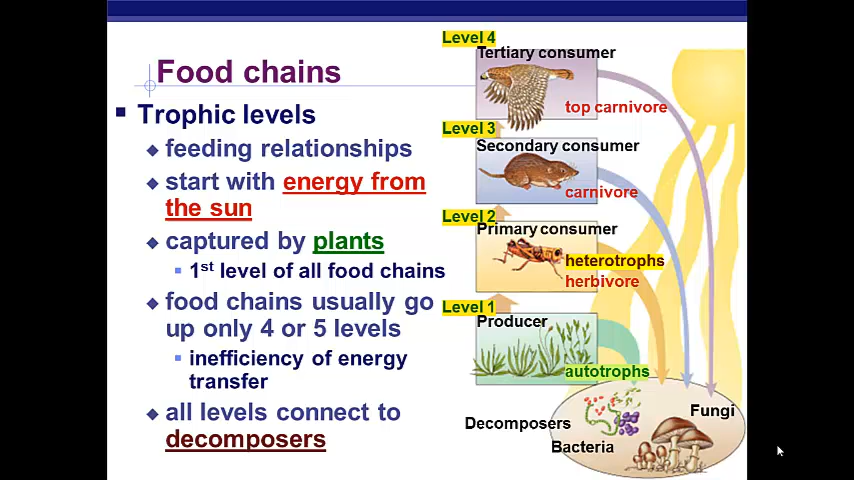 Food chains
Trophic levels
feeding relationships
start with energy from
the sun
captured by plants
1st level of all food chains
food chains usually go
up only 4 or 5 levels
inefficiency of energy
transfer
all levels connect to
decomposers
Level 4
Tertiary consumer
top carnivore
Level 3
Secondary consumer
carnivore
Level 2
Primary consumer
heterotrophs
herbivore
Level 1
Producer
autotrophs
Fungi
Decomposers
Bacteria